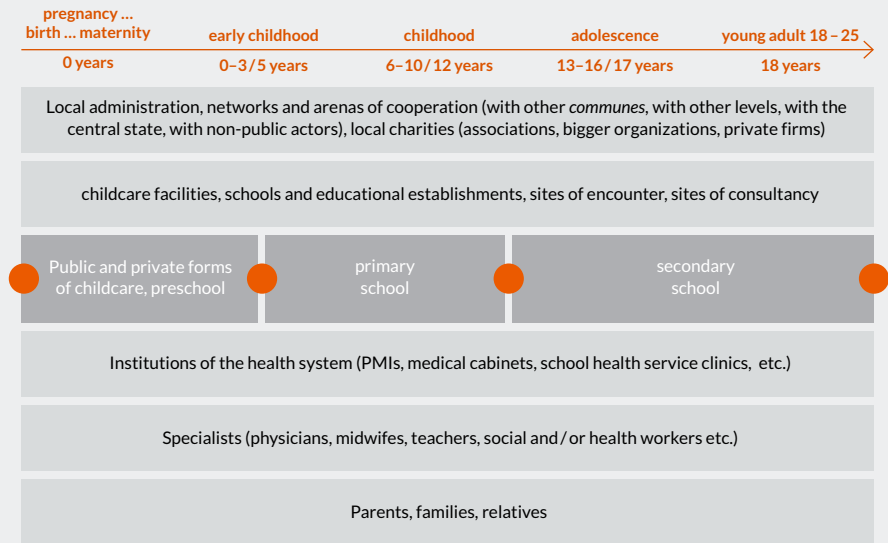 pregnancy ...
birth ... maternity
early childhood
childhood
adolescence
young adult 18 – 25
0 years
0–3/5 years
6–10/12 years
13–16/17 years
18 years
Local administration, networks and arenas of cooperation (with other communes, with other levels, with the
central state, with non-public actors), local charities (associations, bigger organizations, private firms)
childcare facilities, schools and educational establishments, sites of encounter, sites of consultancy
Public and private forms
of childcare, preschool
primary
school
secondary
school
Institutions of the health system (PMIs, medical cabinets, school health service clinics, etc.)
Specialists (physicians, midwifes, teachers, social and/or health workers etc.)
Parents, families, relatives